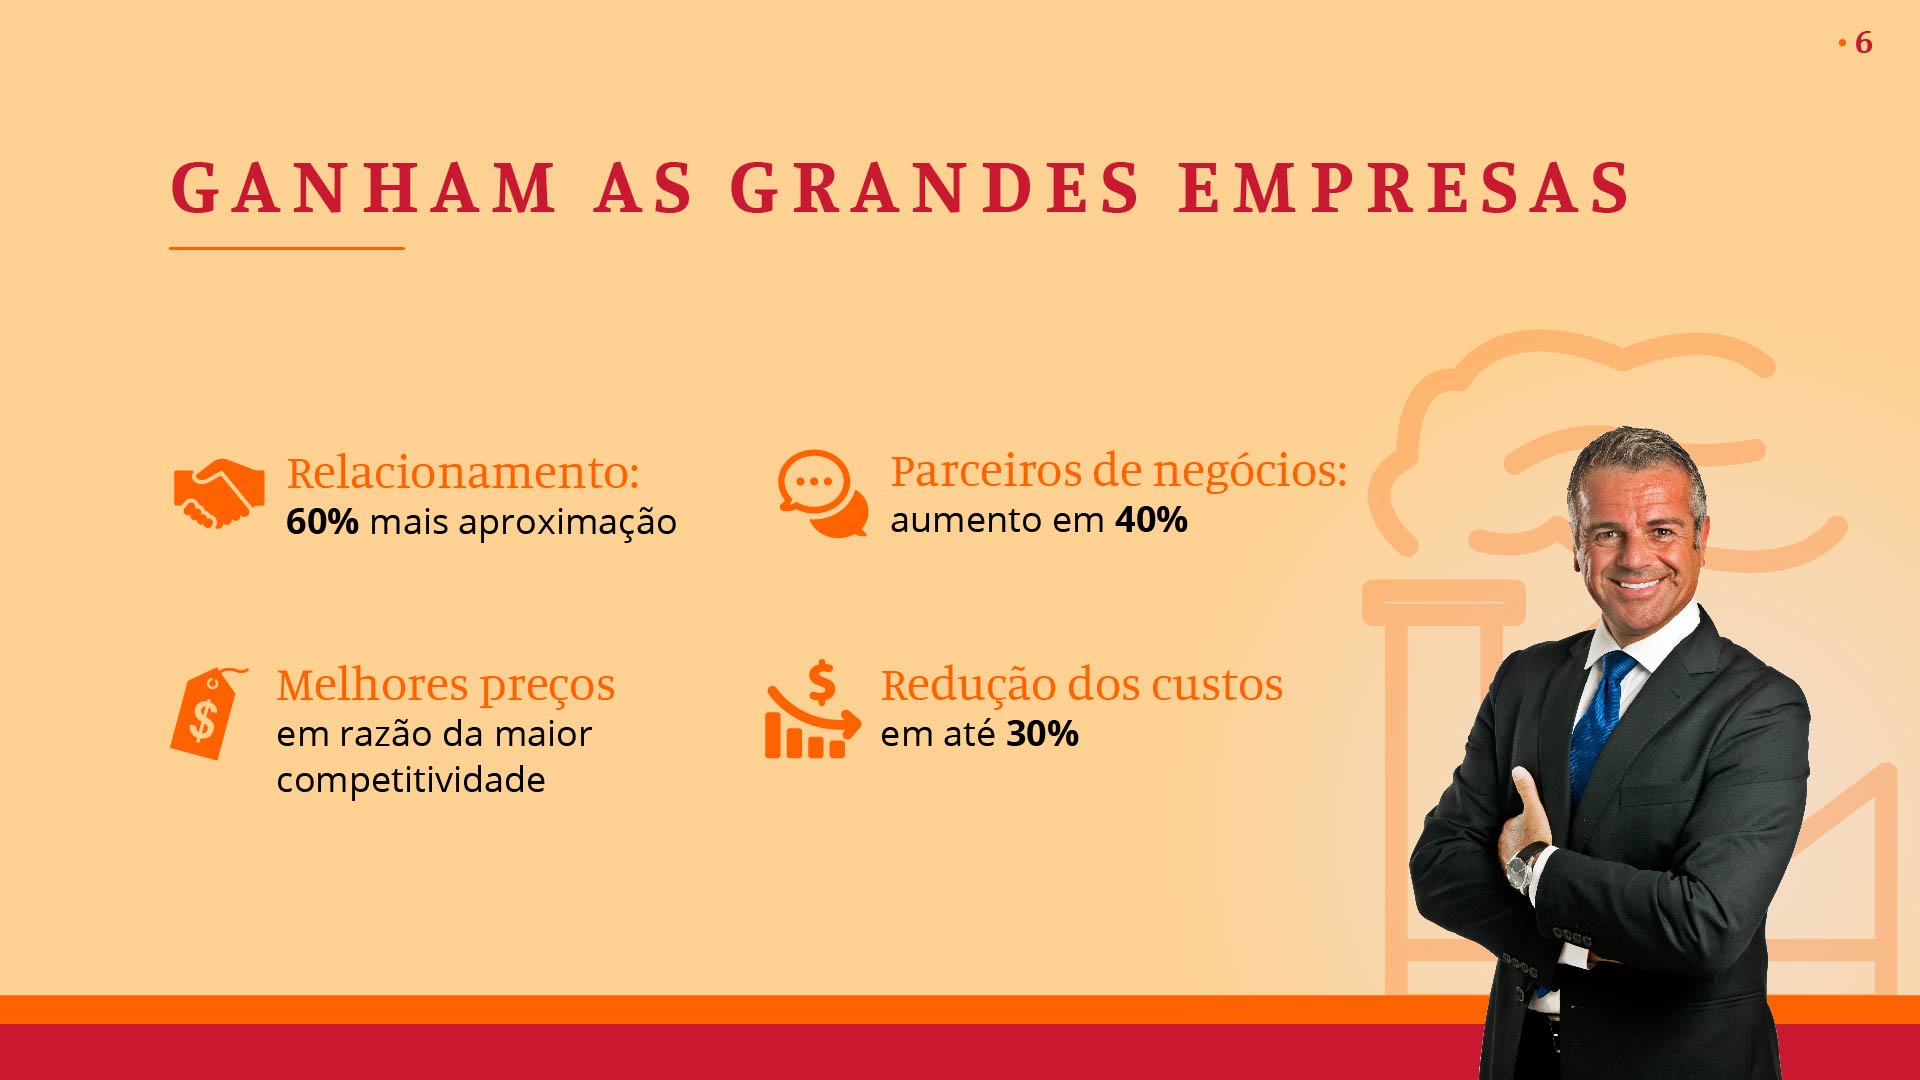 • 6
GANHAM AS GRANDES EMPRESAS
Relacionamento:
60% mais aproximação
Parceiros de negócios:
aumento em 40%
Melhores preços
em razão da maior
competitividade
$
Redução dos custos
em até 30%
$